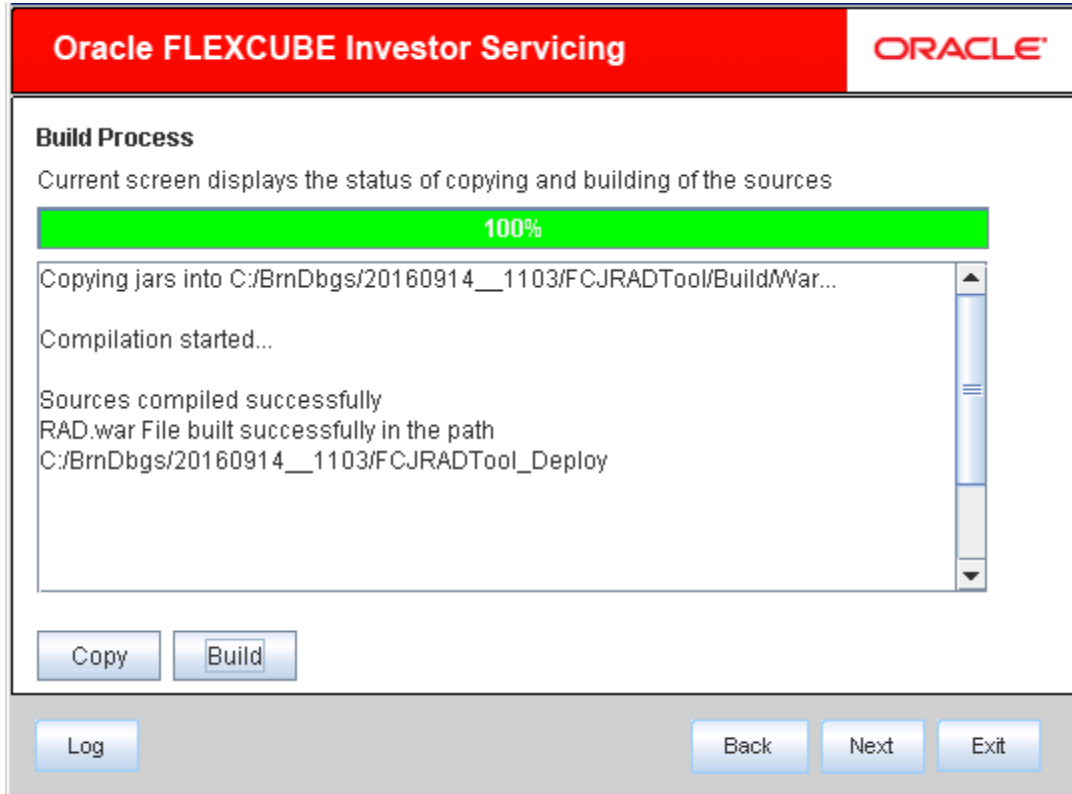 Oracle FLEXCUBE Investor Servicing
ORACLE
Build Process
Current screen displays the status of copying and building of the sources
100%
Copying jars into C:/BrnDbgs/20160914__1103/FCJRADTool/Build/War...
Compilation started...
Sources compiled successfully
RAD.war File built successfully in the path
C:/BrnDbgs/20160914__1103/FCJRADTool_Deploy
Copy
Build
Log
Back
Next
Exit